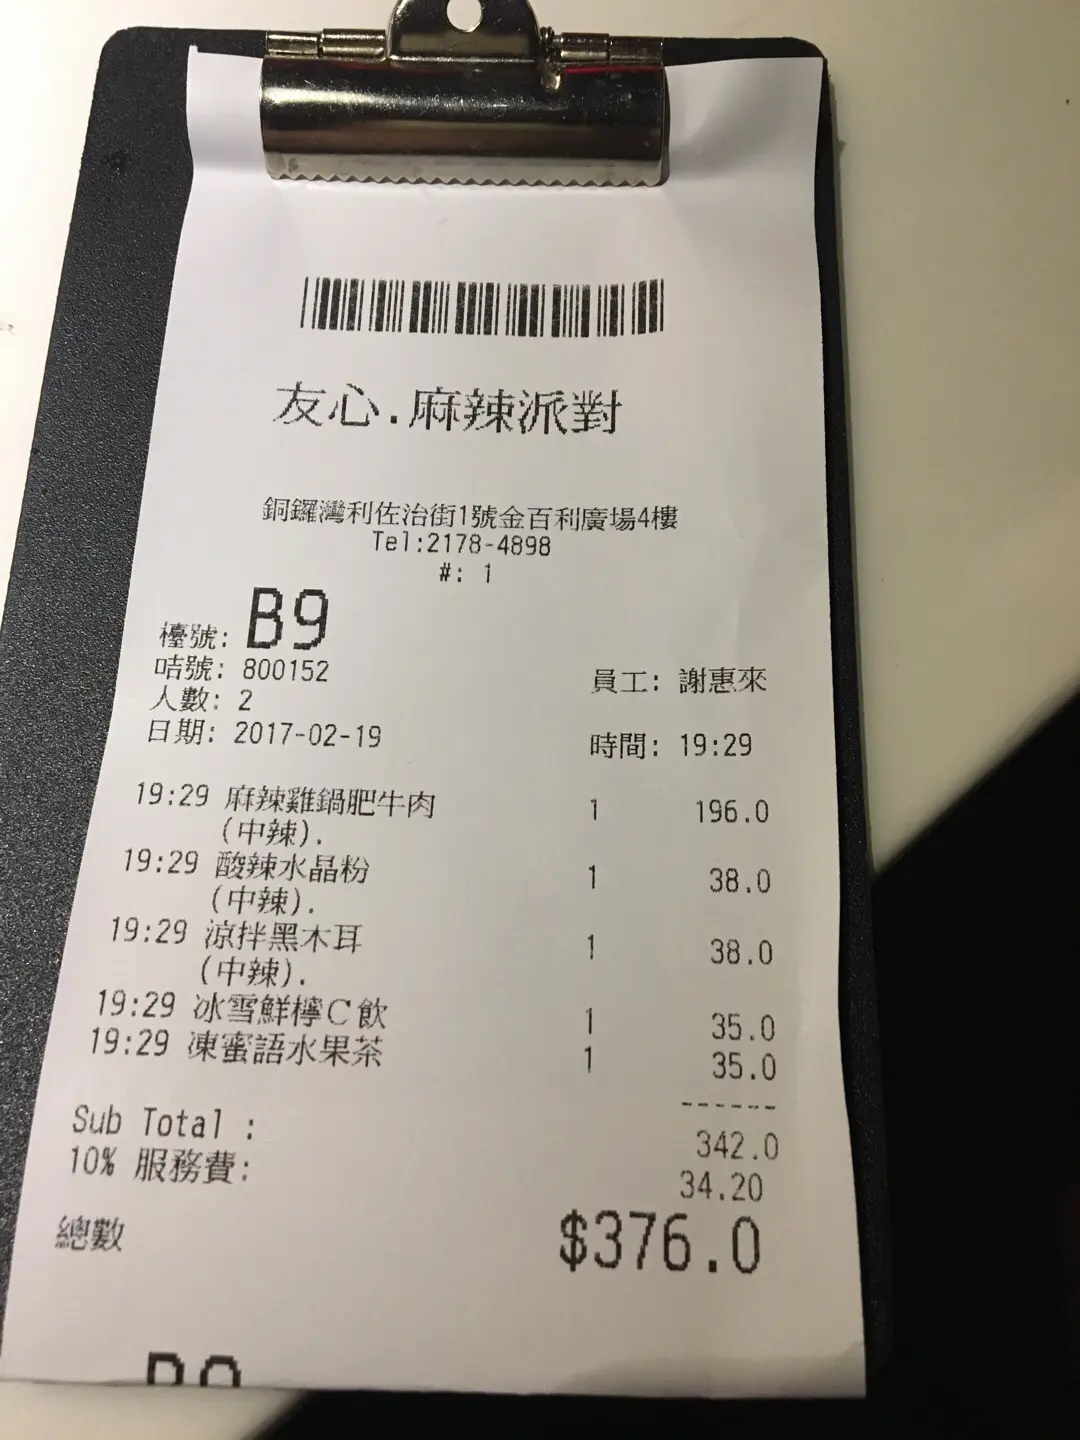 友心.麻辣派對
銅鑼灣利佐治街1號金百利廣場4樓
Tel:2178-4898
#: 1
檯號: B9
咭號: 800152
員工: 謝惠來
人數: 2
日期: 2017-02-19
時間: 19:29
19:29 麻辣雞鍋肥牛肉 1 196.0
(中辣).
19:29 酸辣水晶粉 1 38.0
(中辣).
19:29 涼拌黑木耳 1 38.0
(中辣).
19:29 冰雪鮮檸C飲 1 35.0
19:29 凍蜜語水果茶 1 35.0
------
Sub Total : 342.0
10% 服務費: 34.20
總數 $376.0
B9